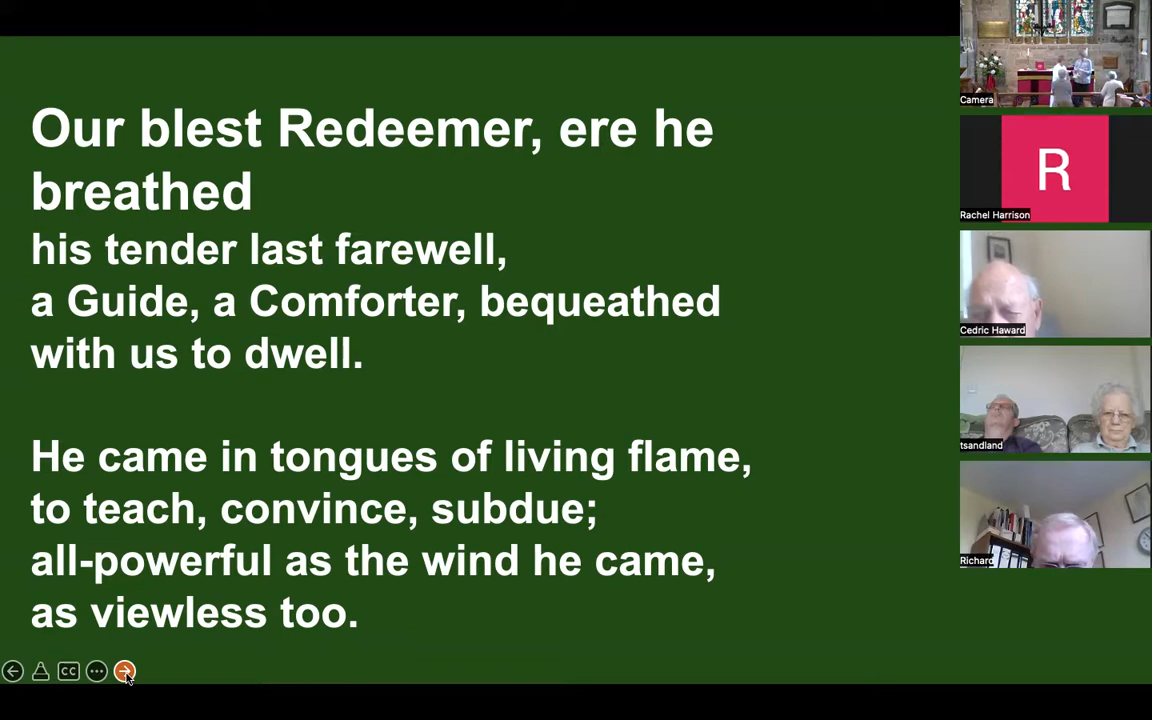 Our blest Redeemer, ere he
breathed
his tender last farewell,
a Guide, a Comforter, bequeathed
with us to dwell.
He came in tongues of living flame,
to teach, convince, subdue;
all-powerful as the wind he came,
as viewless too.
CC
Camera
R
Rachel Harrison
Cedric Haward
tsandland
Richard